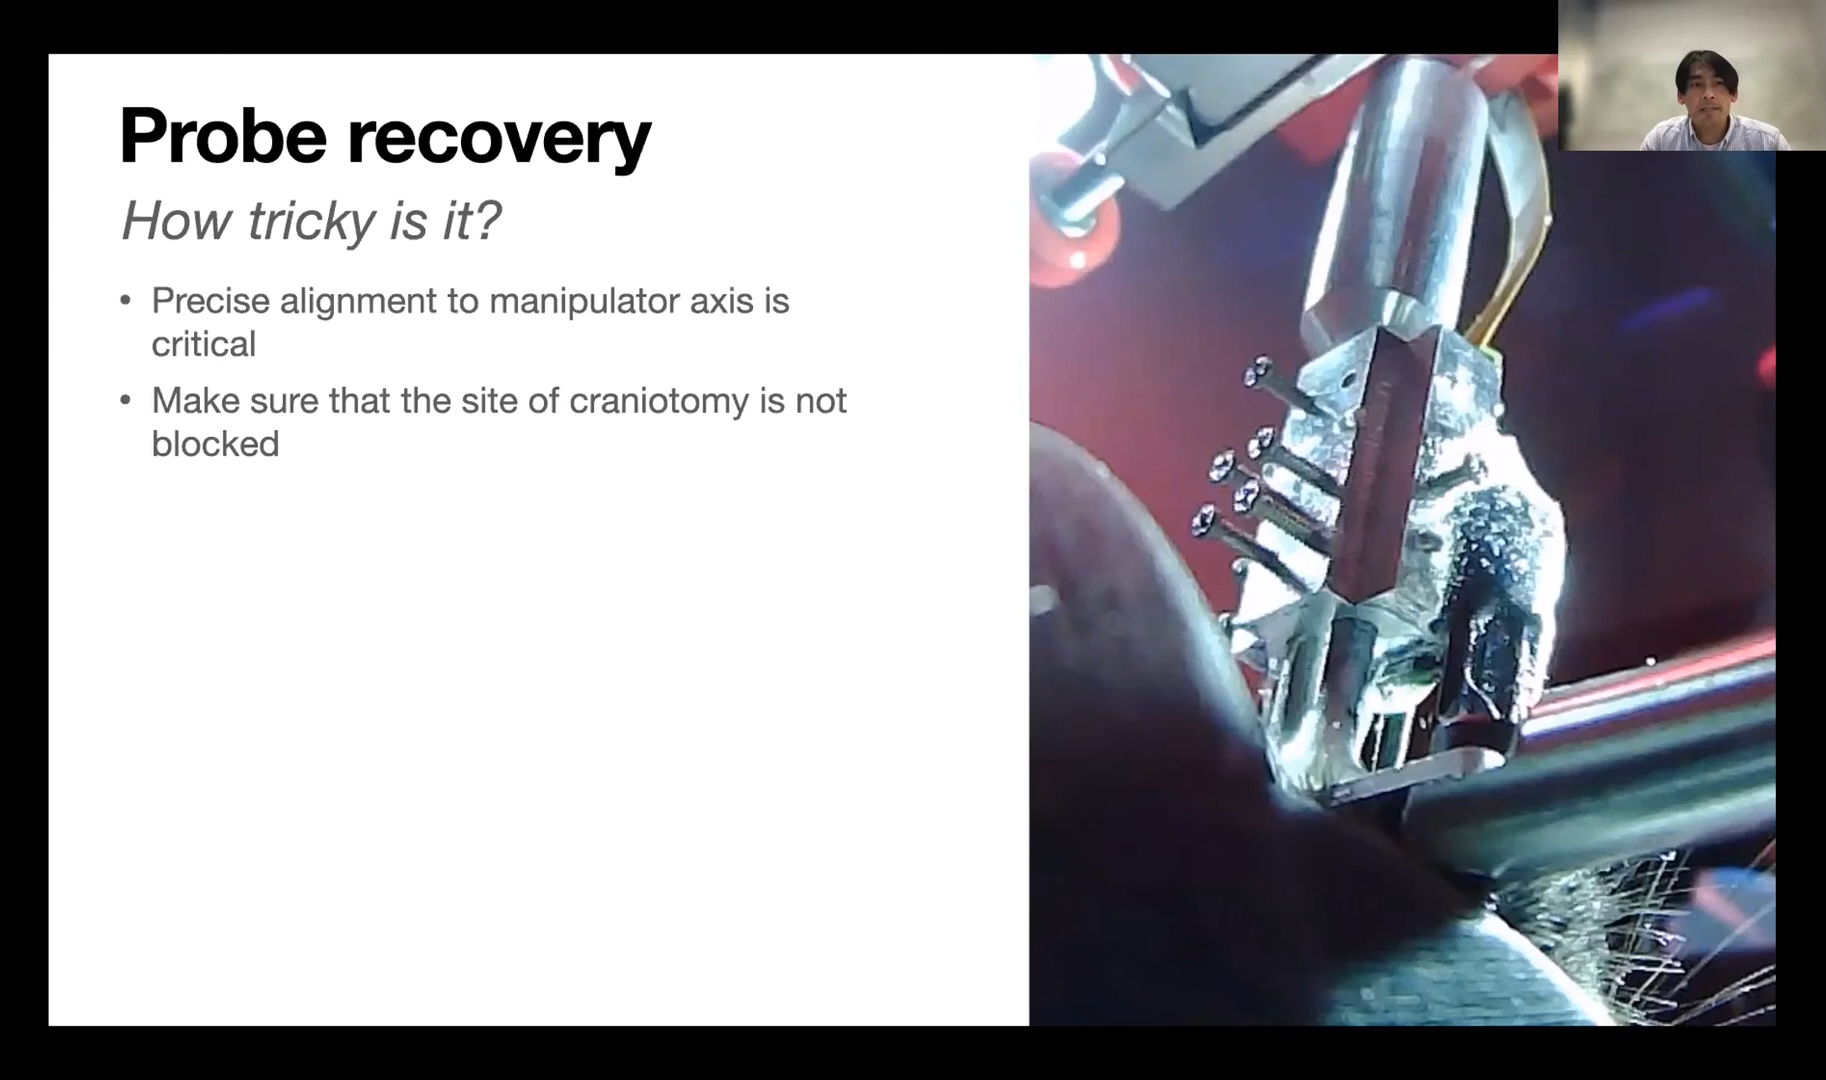 Probe recovery
How tricky is it?
• Precise alignment to manipulator axis is
critical
• Make sure that the site of craniotomy is not
blocked